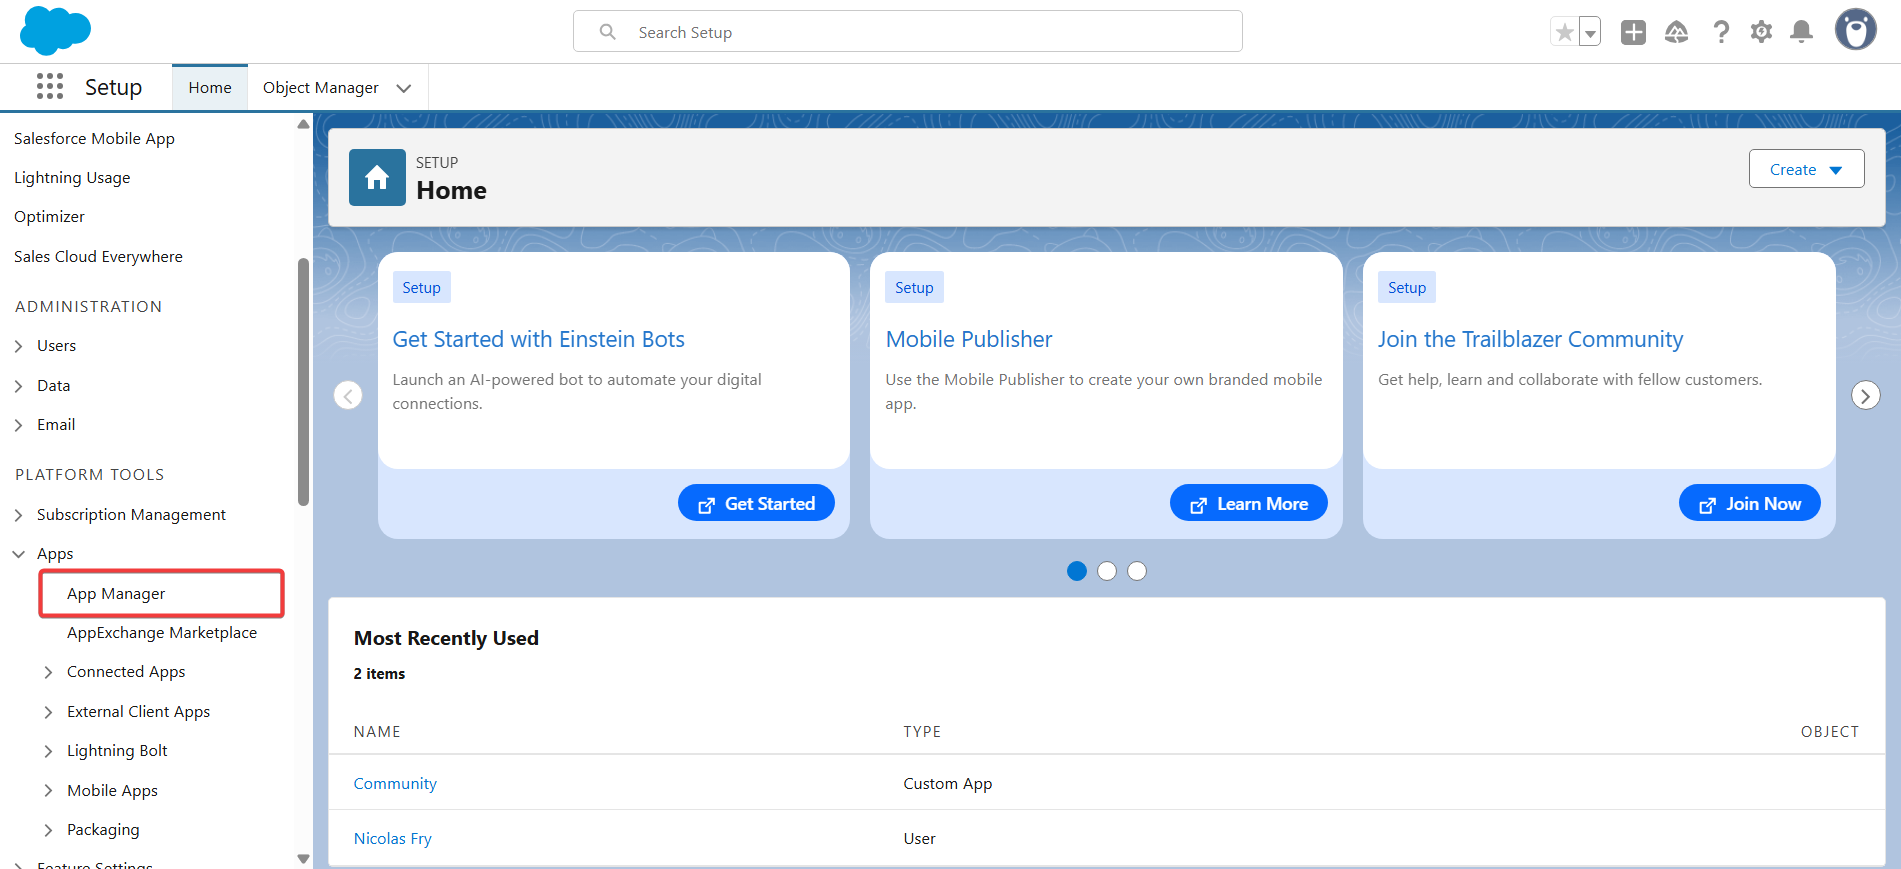 Search Setup
Setup
Home
Object Manager
Salesforce Mobile App
Lightning Usage
Optimizer
Sales Cloud Everywhere
ADMINISTRATION
Users
Data
Email
PLATFORM TOOLS
Subscription Management
Apps
App Manager
AppExchange Marketplace
Connected Apps
External Client Apps
Lightning Bolt
Mobile Apps
Packaging
Feature Settings
SETUP
Home
Create
Setup
Get Started with Einstein Bots
Launch an AI-powered bot to automate your digital
connections.
Get Started
Setup
Mobile Publisher
Use the Mobile Publisher to create your own branded mobile
app.
Learn More
Setup
Join the Trailblazer Community
Get help, learn and collaborate with fellow customers.
Join Now
Most Recently Used
2 items
NAME TYPE OBJECT
Community Custom App
Nicolas Fry User